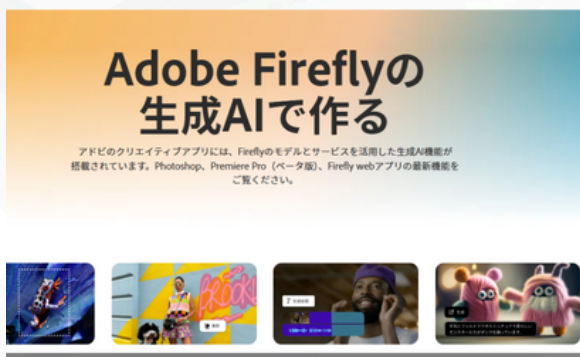 Adobe Fireflyの
生成AIで作る
アドビのクリエイティブアプリには、Fireflyのモデルとサービスを活用した生成AI機能が
搭載されています。Photoshop、Premiere Pro（ベータ版）、Firefly webアプリの最新機能を
ご覧ください。
BROOK
生成